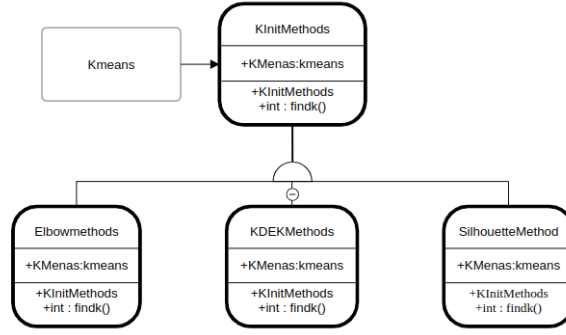 KInitMethods
Kmeans
+KMenas:kmeans
+KInitMethods
+int : findk()
Elbowmethods
+KMenas:kmeans
+KInitMethods
+int : findk()
KDEKMethods
+KMenas:kmeans
+KInitMethods
+int : findk()
SilhouetteMethod
+KMenas:kmeans
+KInitMethods
+int : findk()